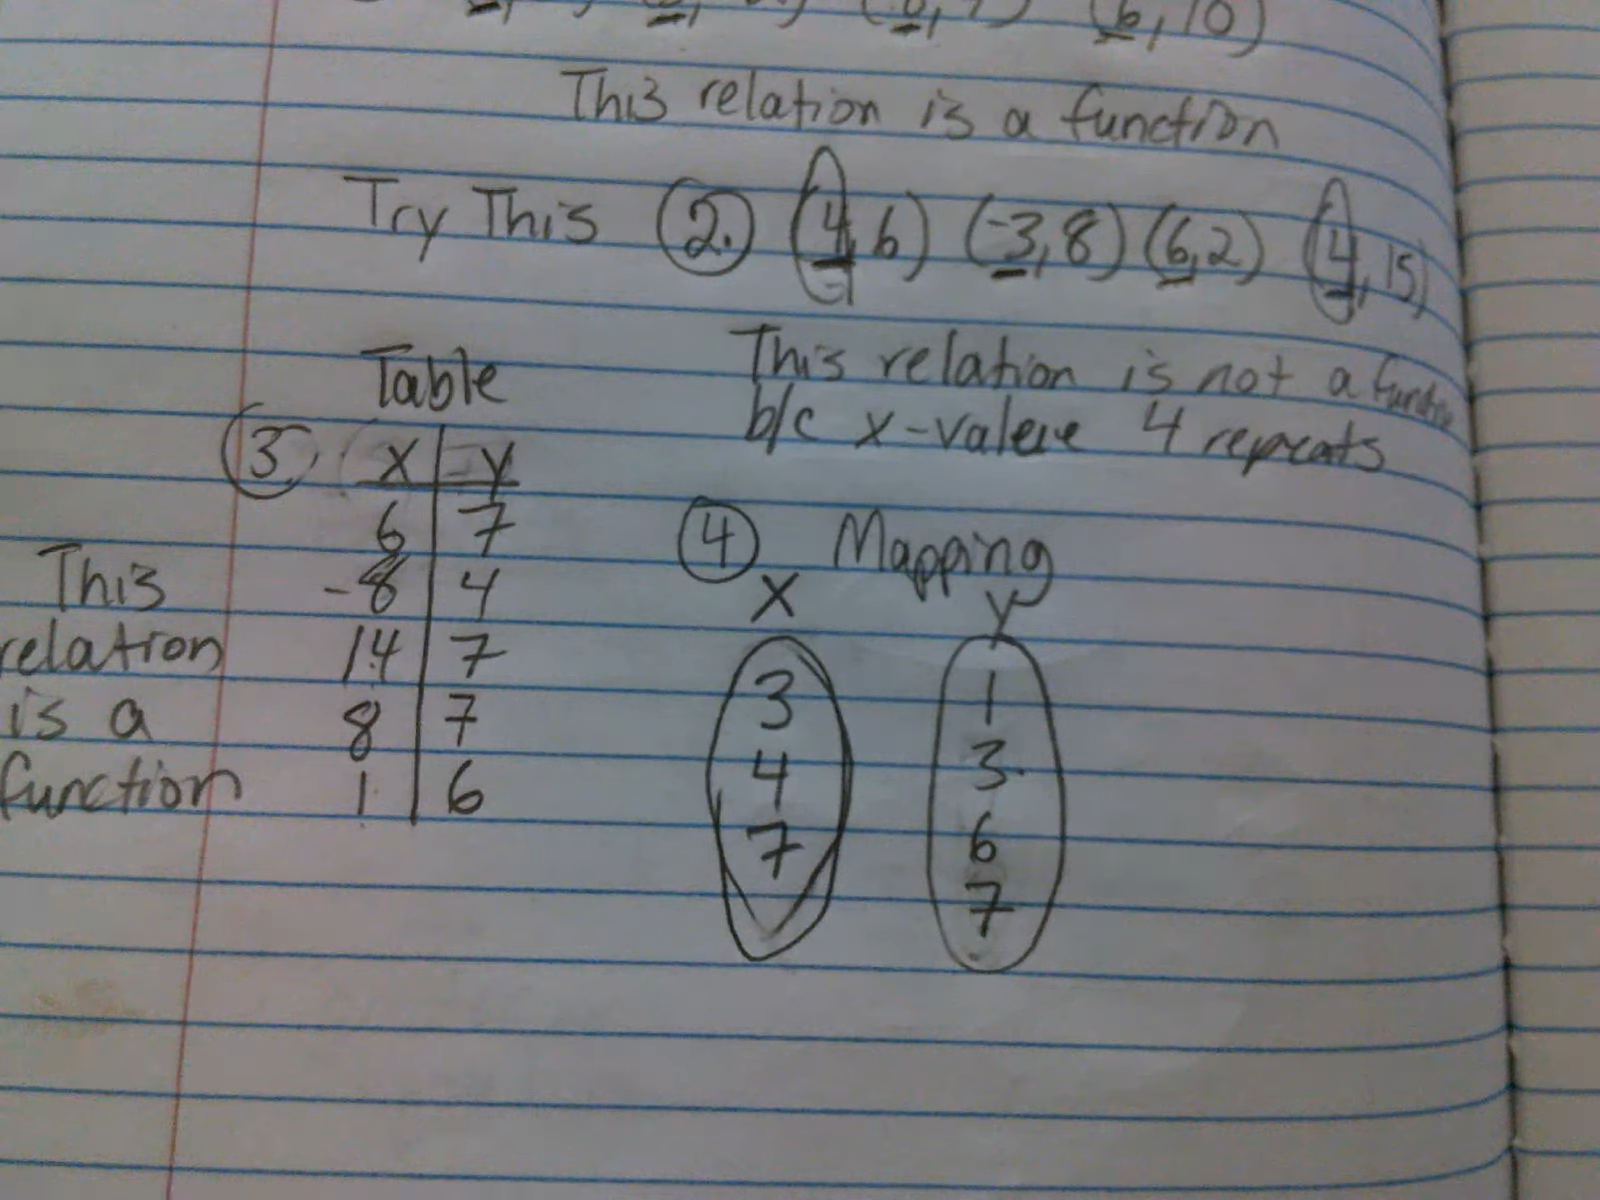 6, 10)
This relation is a function
Try This 2. (4, 6) (-3, 8) (6, 2) (4, 15)
This relation is not a function
b/c x-valeue 4 repeats
Table
3. x y
6 7
-8 4
14 7
8 7
1 6
This
relation
is a
function
4 Mapping
X Y
3 1
4 3
7 6
7